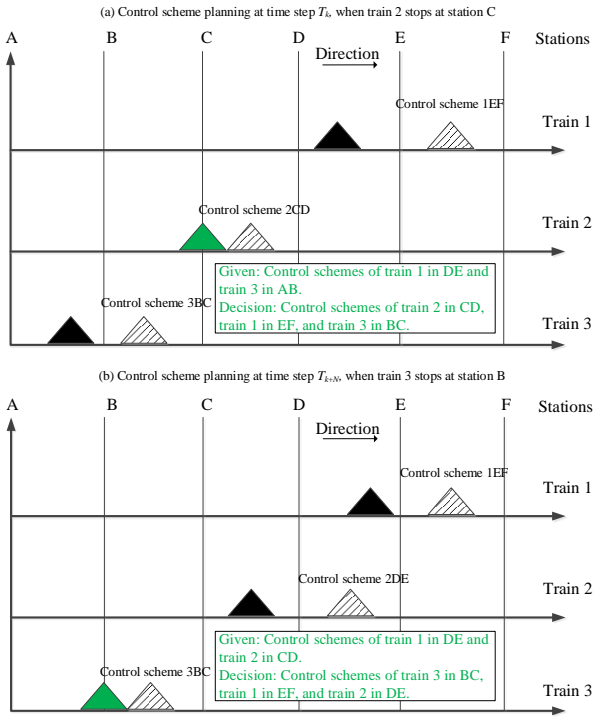 (a) Control scheme planning at time step Tk, when train 2 stops at station C
A B C D E F Stations
Direction
Control scheme 1EF
Train 1
Control scheme 2CD
Train 2
Given: Control schemes of train 1 in DE and
train 3 in AB.
Decision: Control schemes of train 2 in CD,
train 1 in EF, and train 3 in BC.
Control scheme 3BC
Train 3
(b) Control scheme planning at time step Tk+N, when train 3 stops at station B
A B C D E F Stations
Direction
Control scheme 1EF
Train 1
Control scheme 2DE
Train 2
Given: Control schemes of train 1 in DE and
train 2 in CD.
Decision: Control schemes of train 3 in BC,
train 1 in EF, and train 2 in DE.
Control scheme 3BC
Train 3